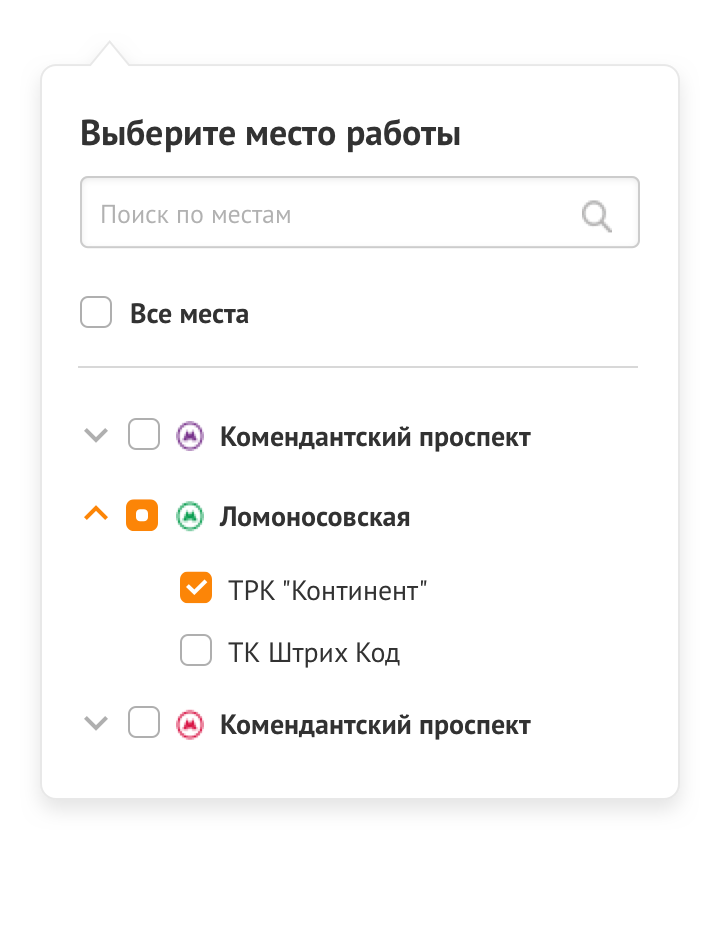 Выберите место работы
Поиск по местам
Все места
Комендантский проспект
Ломоносовская
ТРК "Континент"
ТК Штрих Код
Комендантский проспект